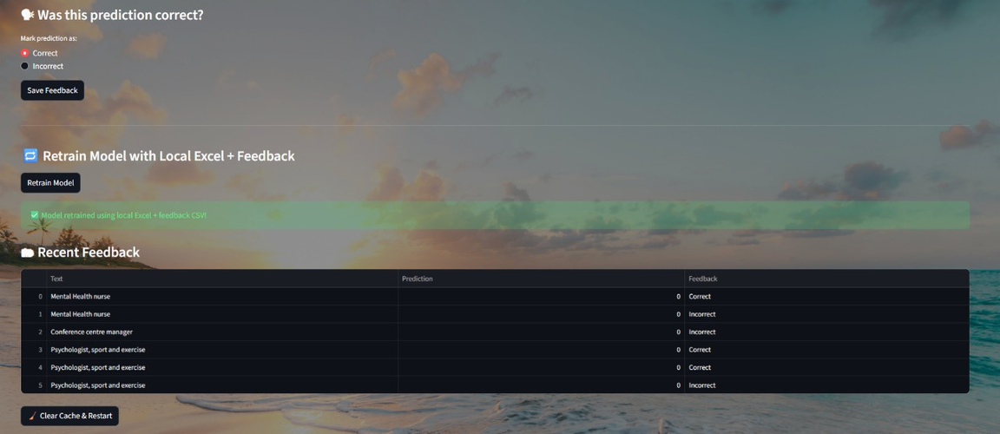 🗣 Was this prediction correct?
Mark prediction as:
Correct
Incorrect
Save Feedback
🔁 Retrain Model with Local Excel + Feedback
Retrain Model
✅ Model retrained using local Excel + feedback CSV!
📁 Recent Feedback
Text Prediction Feedback
0 Mental Health nurse 0 Correct
1 Mental Health nurse 0 Incorrect
2 Conference centre manager 0 Incorrect
3 Psychologist, sport and exercise 0 Correct
4 Psychologist, sport and exercise 0 Correct
5 Psychologist, sport and exercise 0 Incorrect
🧹 Clear Cache & Restart